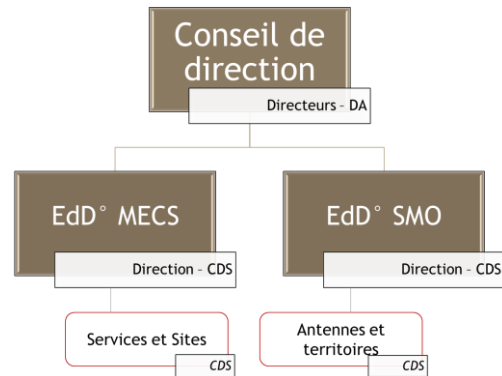 Conseil de
direction
Directeurs - DA
EdD° MECS
EdD° SMO
Direction - CDS
Direction - CDS
Services et Sites
Antennes et
territoires
CDS
CDS